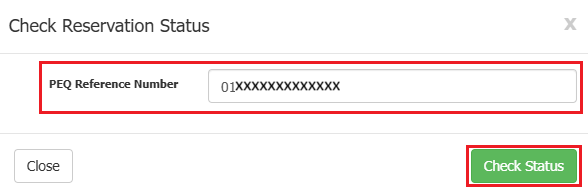 Check Reservation Status
X
PEQ Reference Number 01XXXXXXXXXXXXX
Close Check Status